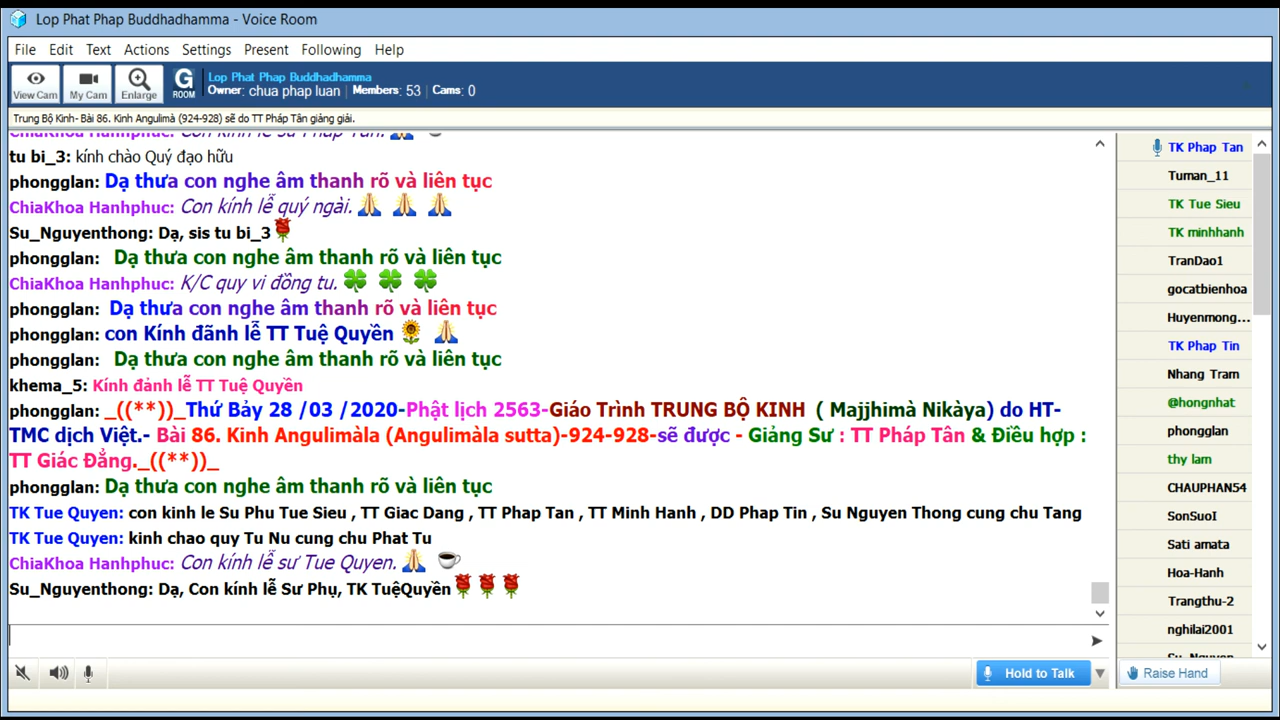 Lop Phat Phap Buddhadhamma - Voice Room
File Edit Text Actions Settings Present Following Help
View Cam
My Cam
Enlarge
G
ROOM
Lop Phat Phap Buddhadhamma
Owner: chua phap luan | Members: 53 | Cams: 0
Trung Bộ Kinh- Bài 86. Kinh Angulimà (924-928) sẽ do TT Pháp Tân giảng giải.
ChiaKhoa Hanhphuc: Con kính lễ sư Pháp Tân.
tu bi_3: kính chào Quý đạo hữu
phongglan: Dạ thưa con nghe âm thanh rõ và liên tục
ChiaKhoa Hanhphuc: Con kính lễ quý ngài.
Su_Nguyenthong: Dạ, sis tu bi_3
phongglan: Dạ thưa con nghe âm thanh rõ và liên tục
ChiaKhoa Hanhphuc: K/C quy vi đồng tu.
phongglan: Dạ thưa con nghe âm thanh rõ và liên tục
phongglan: con Kính đãnh lễ TT Tuệ Quyền
phongglan: Dạ thưa con nghe âm thanh rõ và liên tục
khema_5: Kính đảnh lễ TT Tuệ Quyền
phongglan: _((**))_Thứ Bảy 28 /03 /2020-Phật lịch 2563-Giáo Trình TRUNG BỘ KINH ( Majjhimà Nikàya) do HT-
TMC dịch Việt.- Bài 86. Kinh Angulimàla (Angulimàla sutta)-924-928-sẽ được - Giảng Sư : TT Pháp Tân & Điều hợp :
TT Giác Đẳng._((**))_
phongglan: Dạ thưa con nghe âm thanh rõ và liên tục
TK Tue Quyen: con kinh le Su Phu Tue Sieu , TT Giac Dang , TT Phap Tan , TT Minh Hanh , DD Phap Tin , Su Nguyen Thong cung chu Tang
TK Tue Quyen: kinh chao quy Tu Nu cung chu Phat Tu
ChiaKhoa Hanhphuc: Con kính lễ sư Tue Quyen.
Su_Nguyenthong: Dạ, Con kính lễ Sư Phụ, TK TuệQuyền
Hold to Talk
TK Phap Tan
Tuman_11
TK Tue Sieu
TK minhhanh
TranDao1
gocatbienhoa
Huyenmong...
TK Phap Tin
Nhang Tram
@hongnhat
phongglan
thy lam
CHAUPHAN54
SonSuoI
Sati amata
Hoa-Hanh
Trangthu-2
nghilai2001
Su_Nguyen
Raise Hand